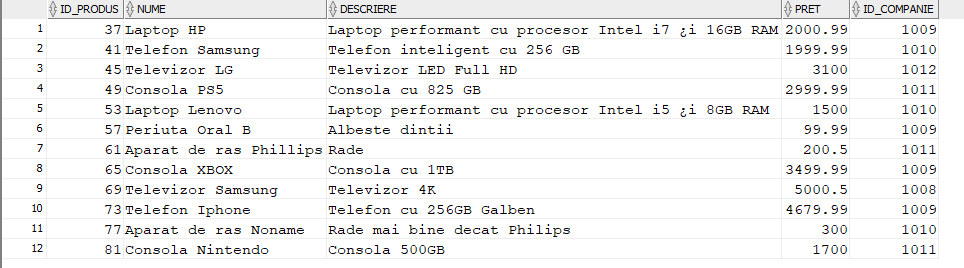 ID_PRODUS NUME DESCRIERE PRET ID_COMPANIE
1 37 Laptop HP Laptop performant cu procesor Intel i7 ¿i 16GB RAM 2000.99 1009
2 41 Telefon Samsung Telefon inteligent cu 256 GB 1999.99 1010
3 45 Televizor LG Televizor LED Full HD 3100 1012
4 49 Consola PS5 Consola cu 825 GB 2999.99 1011
5 53 Laptop Lenovo Laptop performant cu procesor Intel i5 ¿i 8GB RAM 1500 1010
6 57 Periuta Oral B Albeste dintii 99.99 1009
7 61 Aparat de ras Phillips Rade 200.5 1011
8 65 Consola XBOX Consola cu 1TB 3499.99 1009
9 69 Televizor Samsung Televizor 4K 5000.5 1008
10 73 Telefon Iphone Telefon cu 256GB Galben 4679.99 1009
11 77 Aparat de ras Noname Rade mai bine decat Philips 300 1010
12 81 Consola Nintendo Consola 500GB 1700 1011